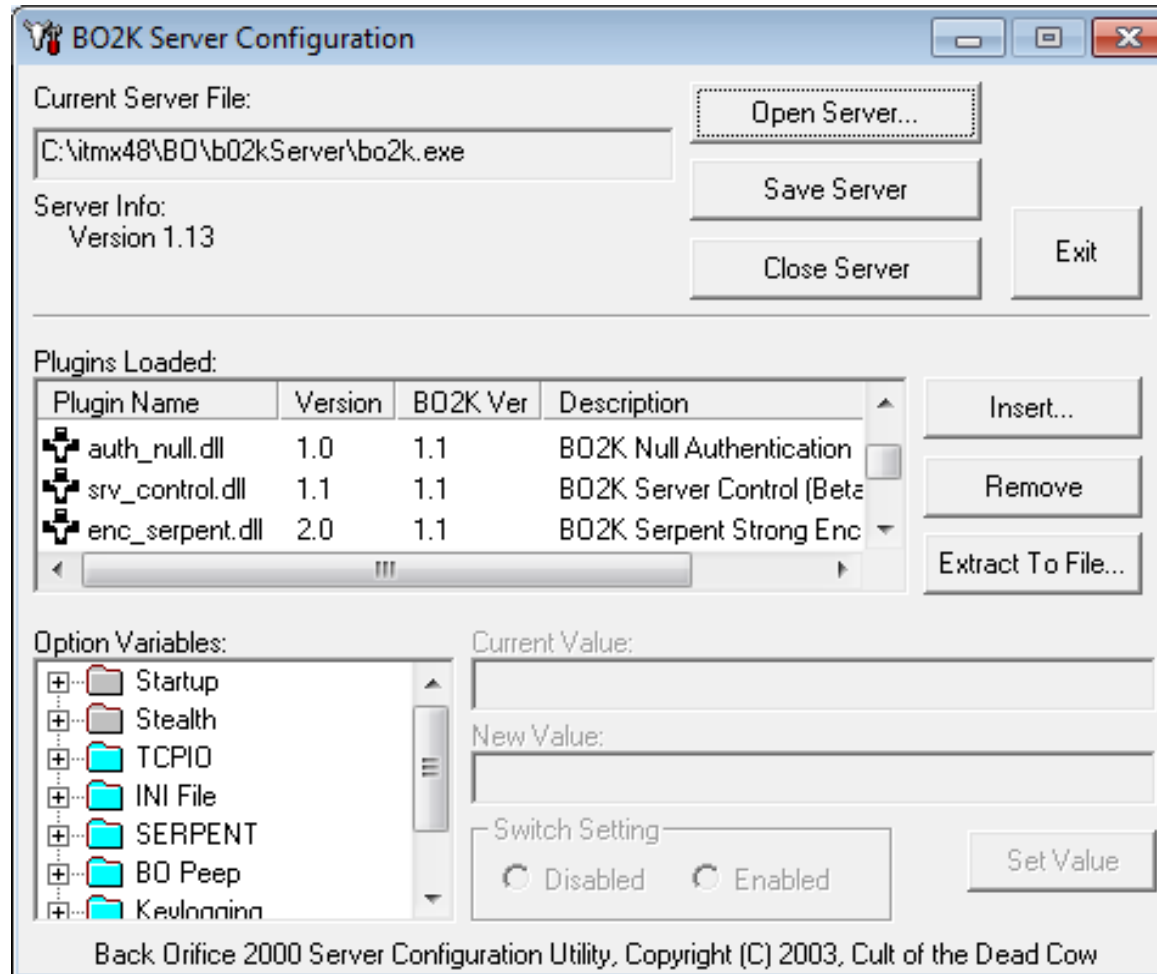 BO2K Server Configuration
Current Server File:
Open Server...
C:\itmx48\BO\b02kServer\bo2k.exe
Save Server
Server Info:
Version 1.13
Exit
Close Server
Plugins Loaded:
Plugin Name Version BO2K Ver Description
Insert...
auth_null.dll 1.0 1.1 BO2K Null Authentication
srv_control.dll 1.1 1.1 BO2K Server Control (Beta
Remove
enc_serpent.dll 2.0 1.1 BO2K Serpent Strong Enc
Extract To File...
Option Variables:
Current Value:
Startup
Stealth
New Value:
TCPIO
INI File
SERPENT
Switch Setting
BO Peep
Disabled Enabled
Set Value
Keylogging
Back Orifice 2000 Server Configuration Utility, Copyright (C) 2003, Cult of the Dead Cow